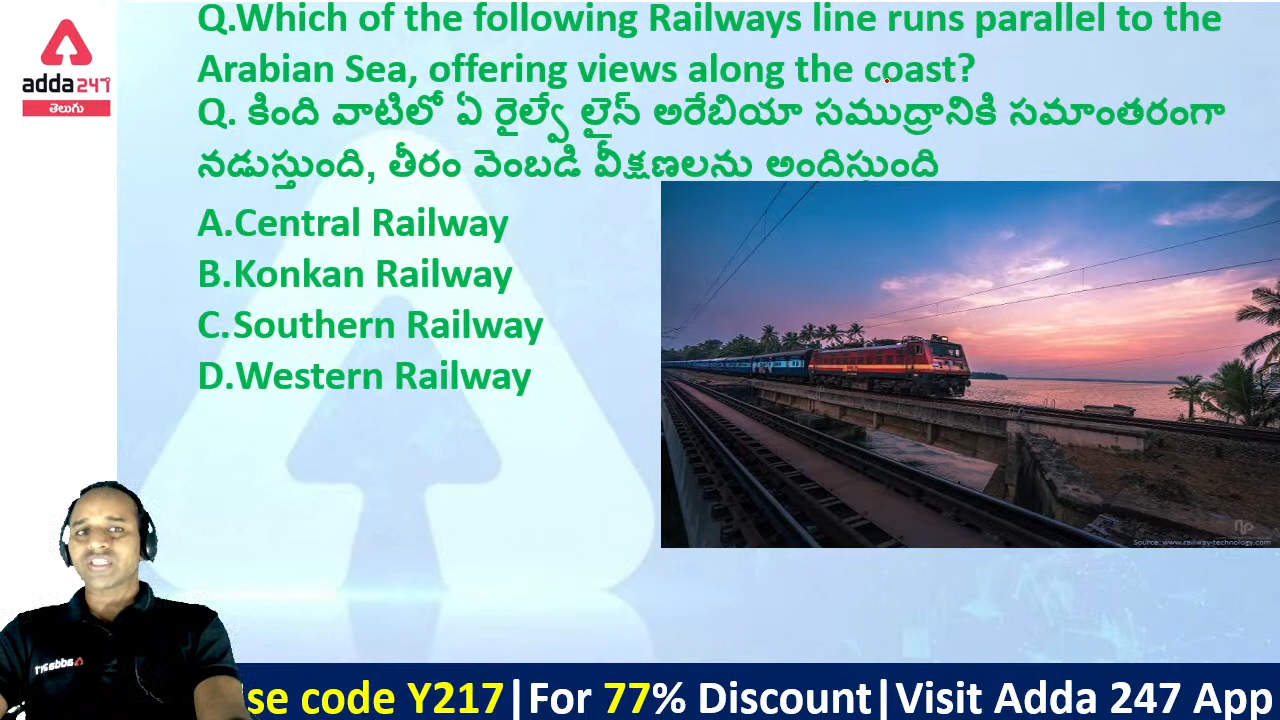 Q.Which of the following Railways line runs parallel to the
Arabian Sea, offering views along the coast?
Q. కింది వాటిలో ఏ రైల్వే లైన్ అరేబియా సముద్రానికి సమాంతరంగా
నడుస్తుంది, తీరం వెంబడి వీక్షణలను అందిస్తుంది
A.Central Railway
B.Konkan Railway
C.Southern Railway
D.Western Railway
adda247
తెలుగు
Source: www.railway-technology.com
se code Y217|For 77% Discount|Visit Adda 247 App